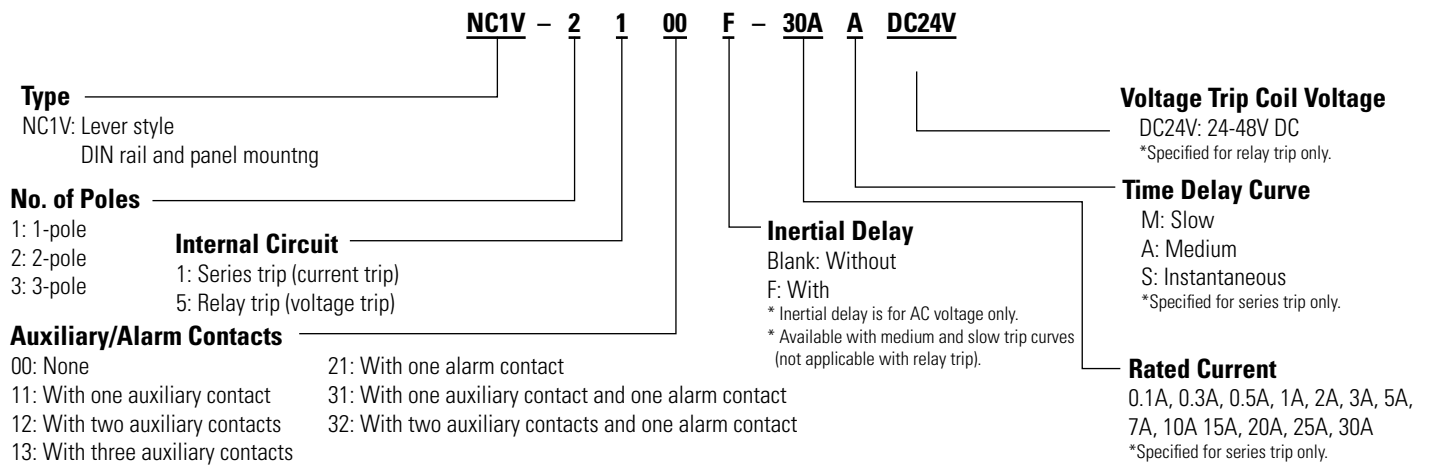 NC1V – 2 1 00 F – 30A A DC24V
Type
NC1V: Lever style
DIN rail and panel mountng
No. of Poles
1: 1-pole
2: 2-pole
3: 3-pole
Internal Circuit
1: Series trip (current trip)
5: Relay trip (voltage trip)
Auxiliary/Alarm Contacts
00: None
11: With one auxiliary contact
12: With two auxiliary contacts
13: With three auxiliary contacts
21: With one alarm contact
31: With one auxiliary contact and one alarm contact
32: With two auxiliary contacts and one alarm contact
Inertial Delay
Blank: Without
F: With
* Inertial delay is for AC voltage only.
* Available with medium and slow trip curves
(not applicable with relay trip).
Voltage Trip Coil Voltage
DC24V: 24-48V DC
*Specified for relay trip only.
Time Delay Curve
M: Slow
A: Medium
S: Instantaneous
*Specified for series trip only.
Rated Current
0.1A, 0.3A, 0.5A, 1A, 2A, 3A, 5A,
7A, 10A 15A, 20A, 25A, 30A
*Specified for series trip only.